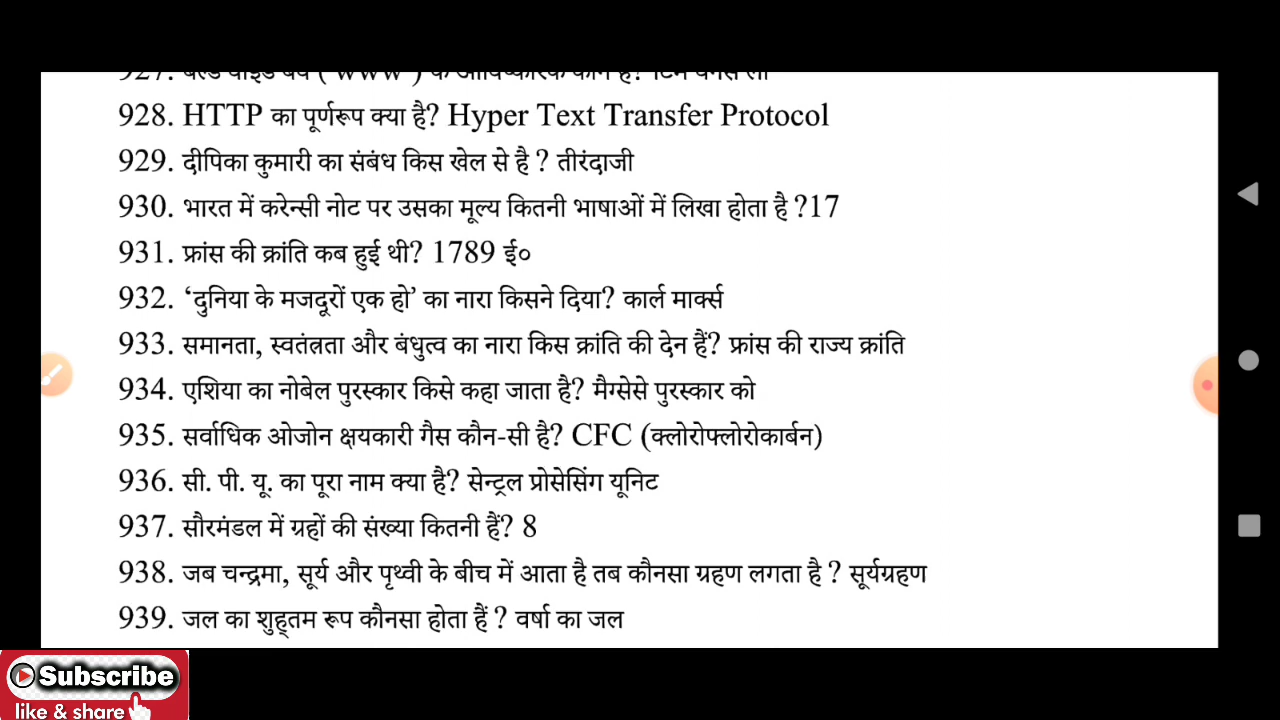 928. HTTP का पूर्णरूप क्या है? Hyper Text Transfer Protocol
929. दीपिका कुमारी का संबंध किस खेल से है ? तीरंदाजी
930. भारत में करेन्सी नोट पर उसका मूल्य कितनी भाषाओं में लिखा होता है ?17
931. फ्रांस की क्रांति कब हुई थी? 1789 ई०
932. ‘दुनिया के मजदूरों एक हो’ का नारा किसने दिया? कार्ल मार्क्स
933. समानता, स्वतंत्रता और बंधुत्व का नारा किस क्रांति की देन हैं? फ्रांस की राज्य क्रांति
934. एशिया का नोबेल पुरस्कार किसे कहा जाता है? मैग्सेसे पुरस्कार को
935. सर्वाधिक ओजोन क्षयकारी गैस कौन-सी है? CFC (क्लोरोफ्लोरोकार्बन)
936. सी. पी. यू. का पूरा नाम क्या है? सेन्ट्रल प्रोसेसिंग यूनिट
937. सौरमंडल में ग्रहों की संख्या कितनी हैं? 8
938. जब चन्द्रमा, सूर्य और पृथ्वी के बीच में आता है तब कौनसा ग्रहण लगता है ? सूर्यग्रहण
939. जल का शुह्तम रूप कौनसा होता हैं ? वर्षा का जल
Subscribe
like & share